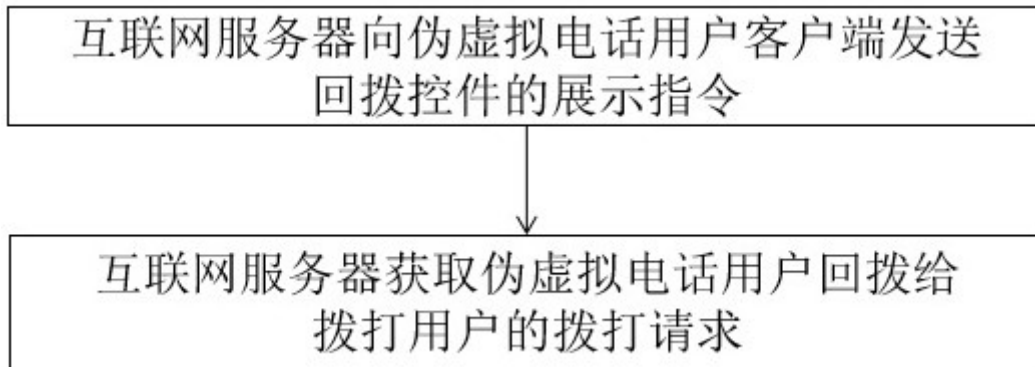 互联网服务器向伪虚拟电话用户客户端发送
回拨控件的展示指令
互联网服务器获取伪虚拟电话用户回拨给
拨打用户的拨打请求